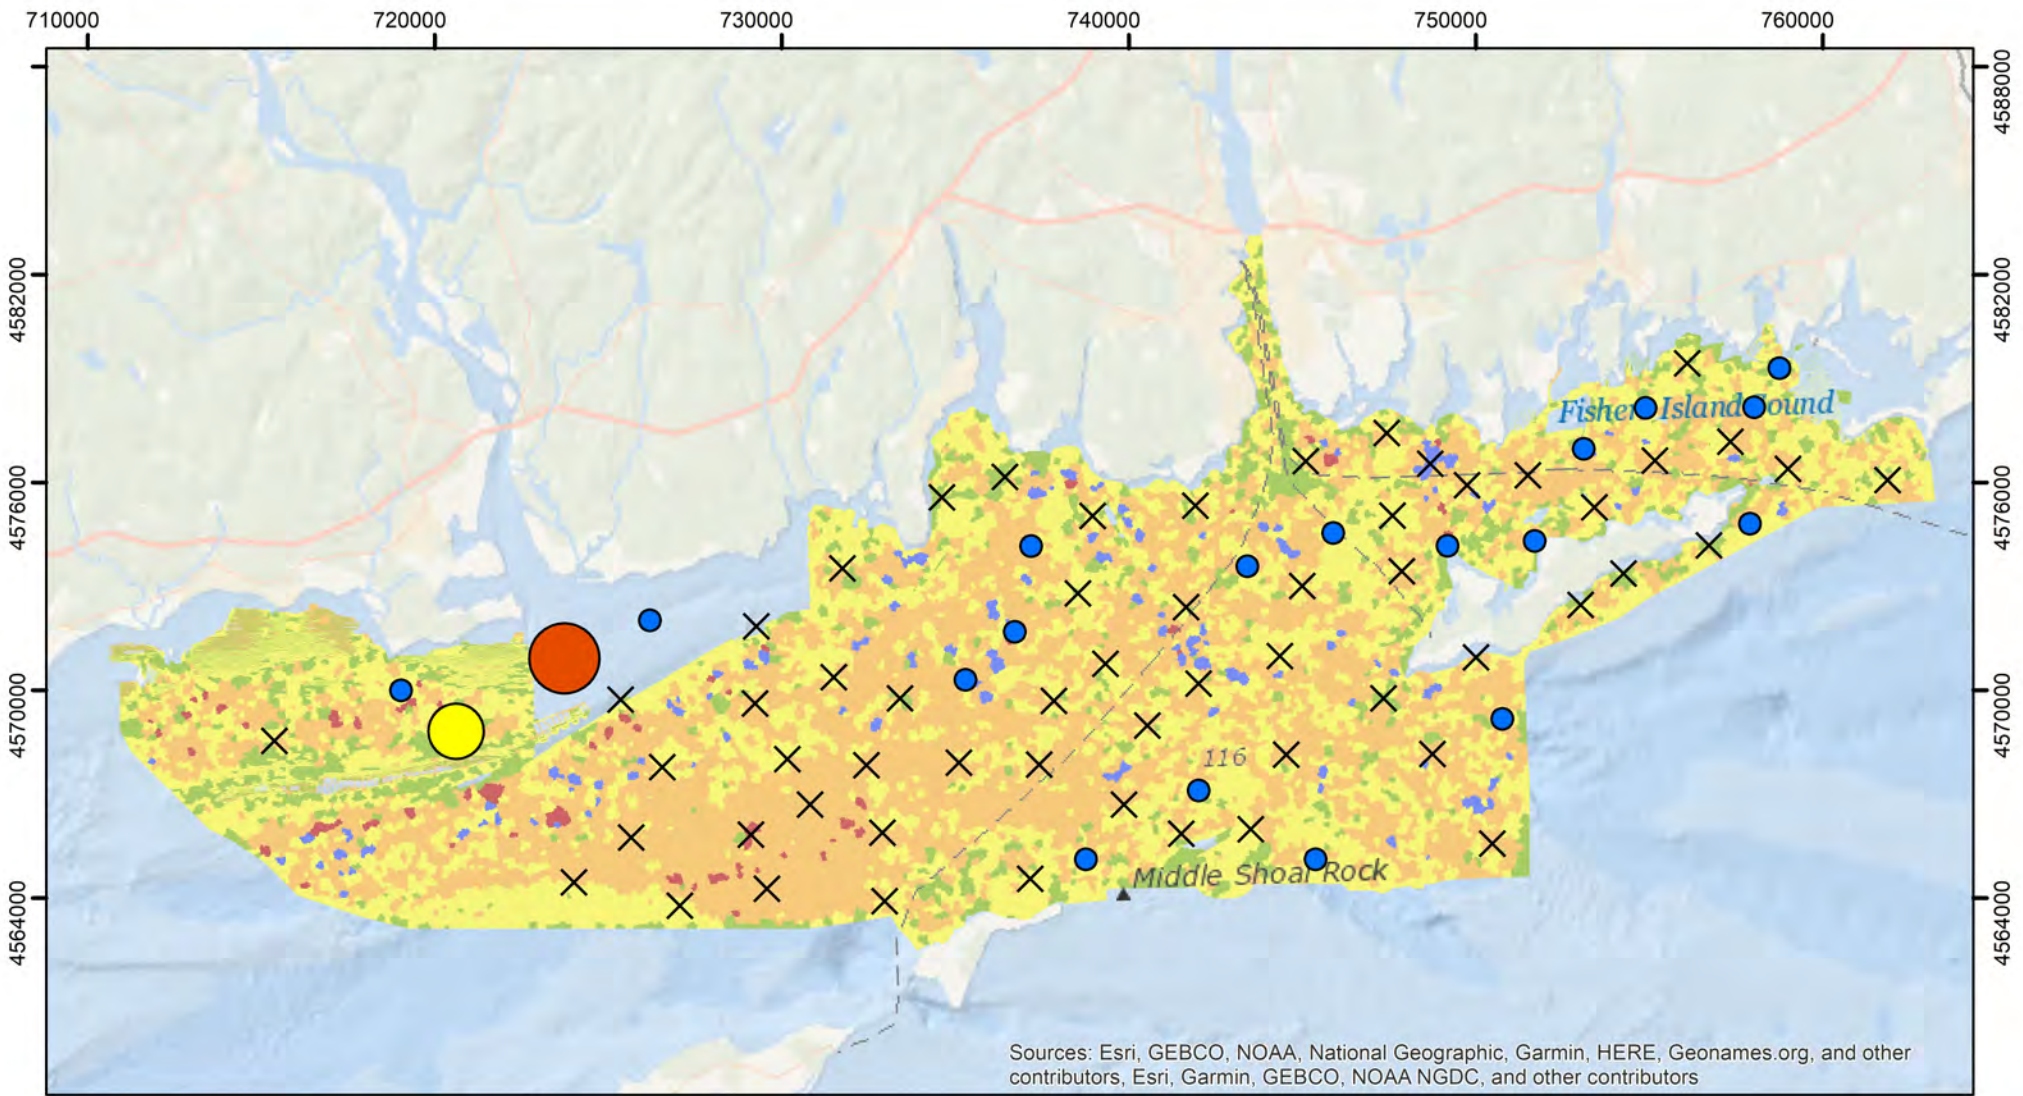 710000 720000 730000 740000 750000 760000
4588000
4582000 4582000
Fishers Island Sound
4576000 4576000
4570000 4570000
116
Middle Shoal Rock
4564000 4564000
Sources: Esri, GEBCO, NOAA, National Geographic, Garmin, HERE, Geonames.org, and other
contributors, Esri, Garmin, GEBCO, NOAA NGDC, and other contributors